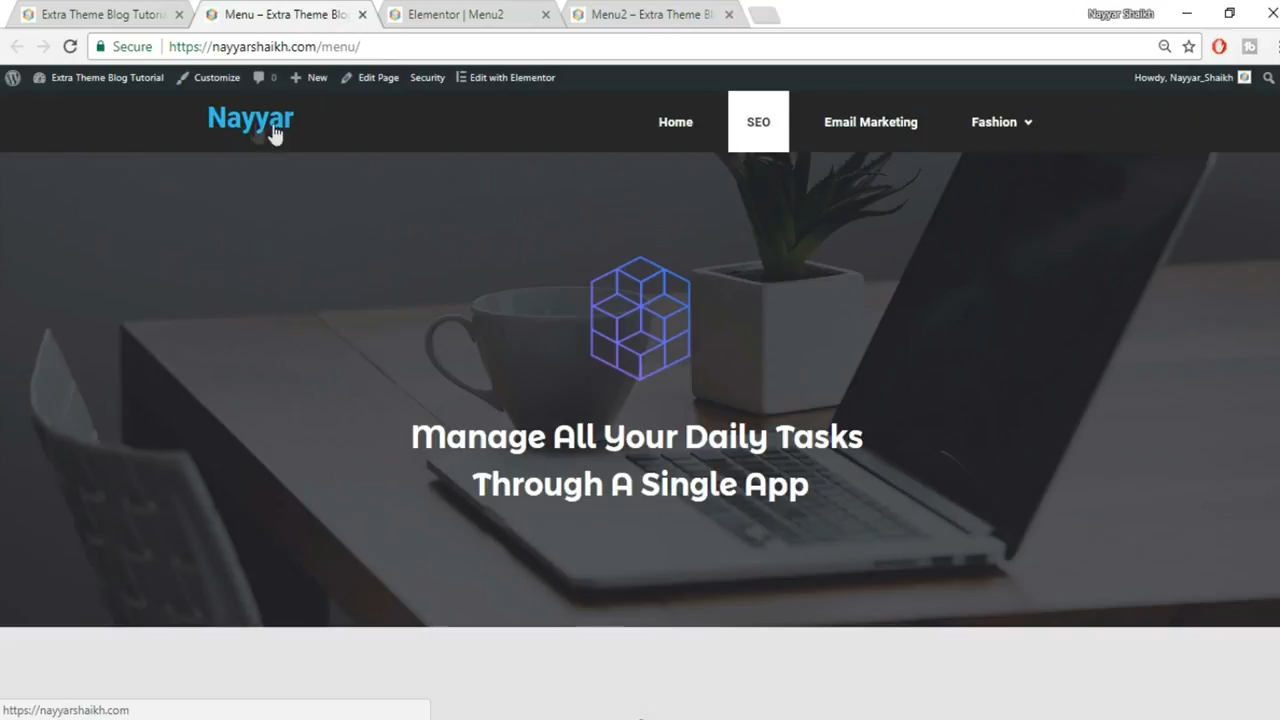 Extra Theme Blog Tutori
Menu – Extra Theme Blo
Elementor | Menu2
Menu2 – Extra Theme Bl
Nayyar Shaikh
Secure
https://nayyarshaikh.com/menu/
Extra Theme Blog Tutorial
Customize
0
New
Edit Page
Security
Edit with Elementor
Howdy, Nayyar_Shaikh
Nayyar
Home
SEO
Email Marketing
Fashion
Manage All Your Daily Tasks
Through A Single App
https://nayyarshaikh.com